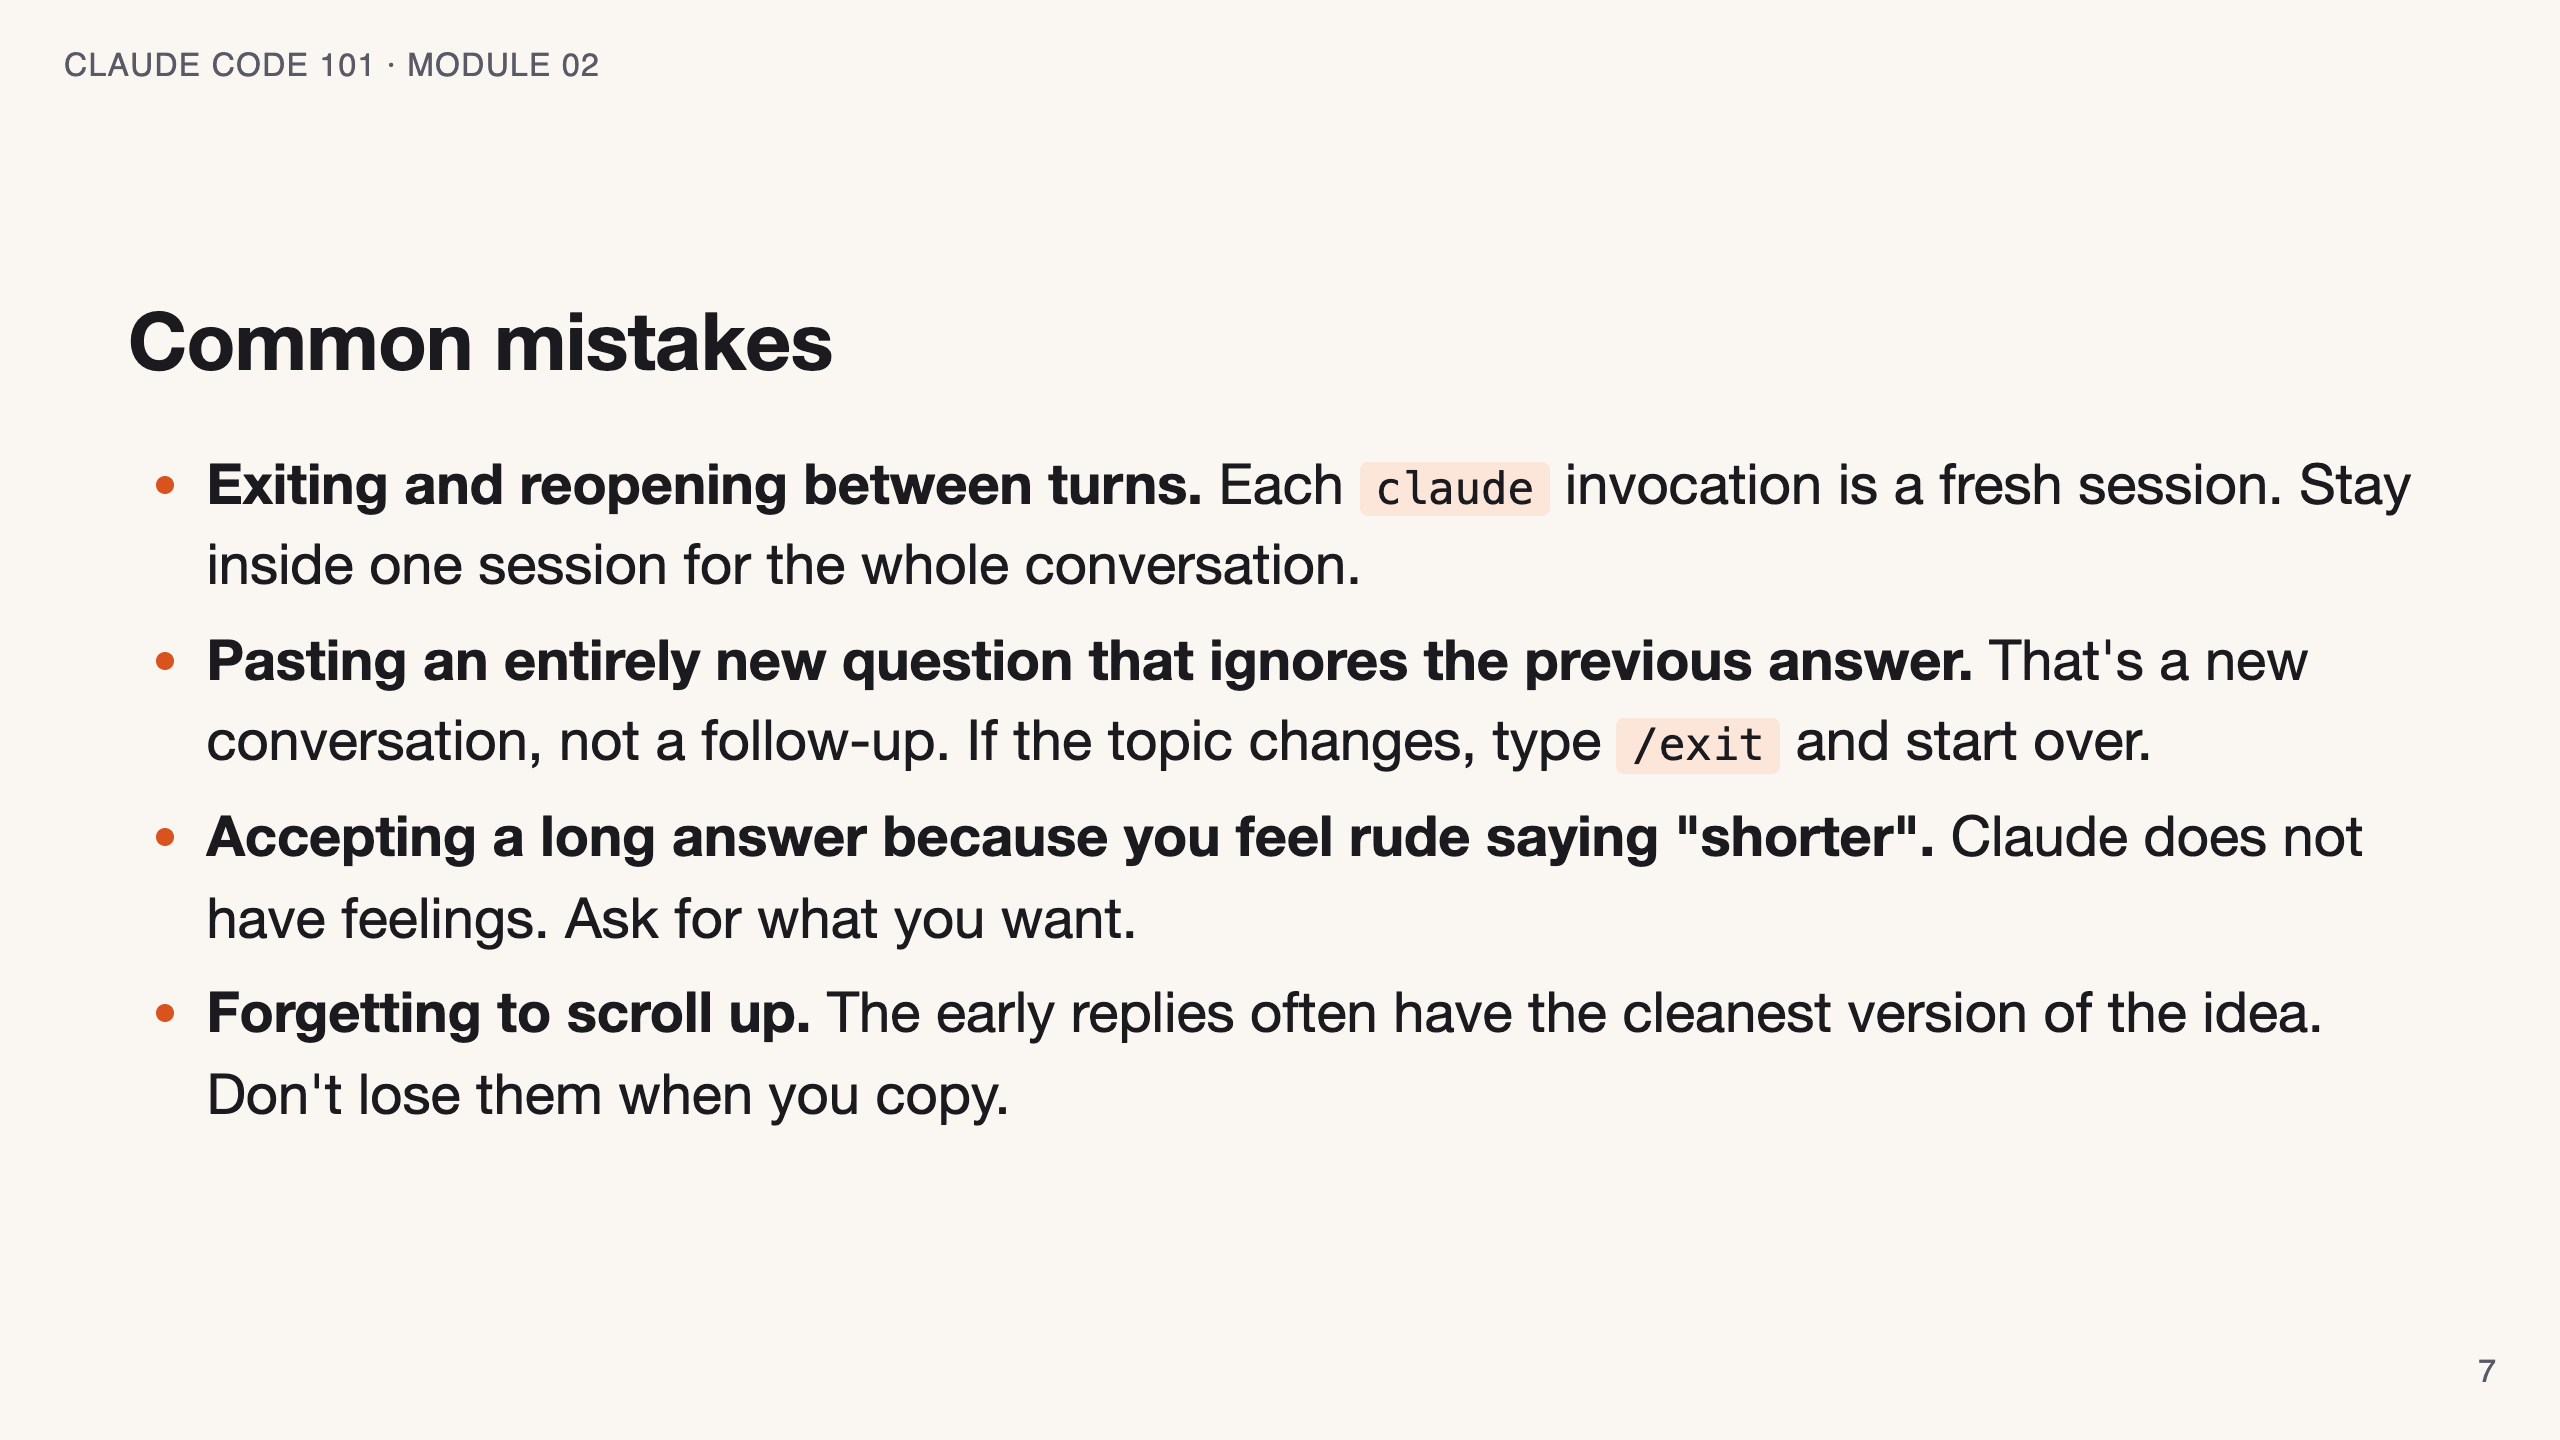 CLAUDE CODE 101 · MODULE 02
Common mistakes
• Exiting and reopening between turns. Each claude invocation is a fresh session. Stay
inside one session for the whole conversation.
• Pasting an entirely new question that ignores the previous answer. That's a new
conversation, not a follow-up. If the topic changes, type /exit and start over.
• Accepting a long answer because you feel rude saying "shorter". Claude does not
have feelings. Ask for what you want.
• Forgetting to scroll up. The early replies often have the cleanest version of the idea.
Don't lose them when you copy.
7